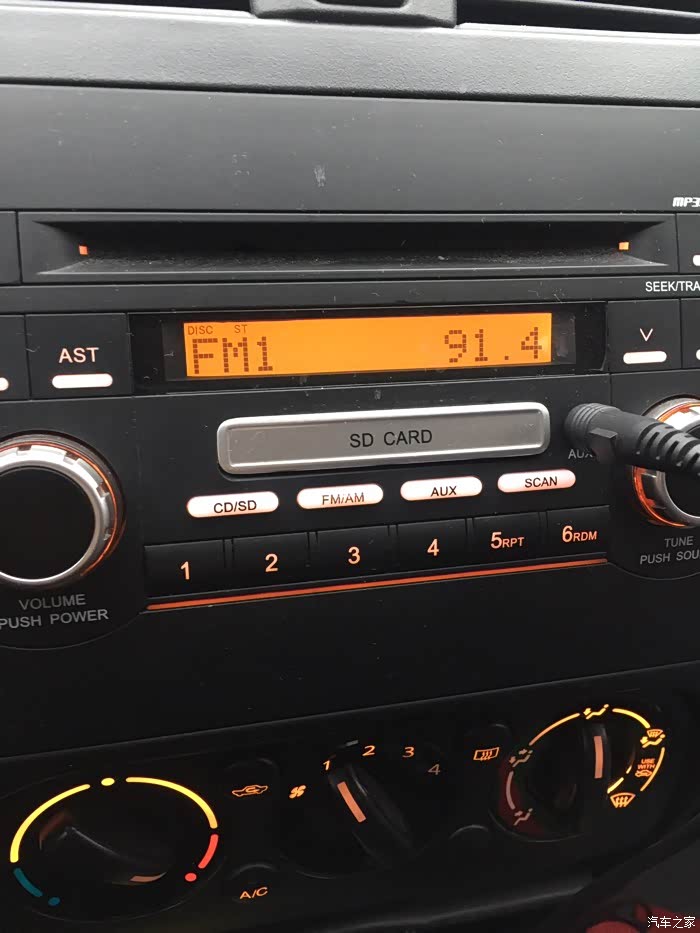 MP3
SEEK/TRA
AST
DISC ST
FM1 91.4
SD CARD
AUX
CD/SD FM/AM AUX SCAN
1 2 3 4 5RPT 6RDM
VOLUME
PUSH POWER
TUNE
PUSH SOU
1 2 3 4
USE
WITH
A/C
汽车之家